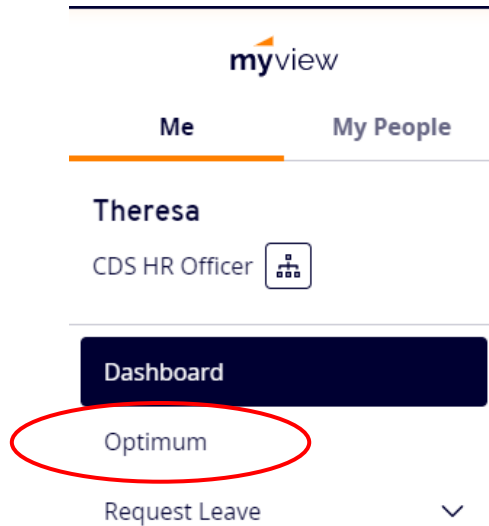 myview
Me My People
Theresa
CDS HR Officer
Dashboard
Optimum
Request Leave